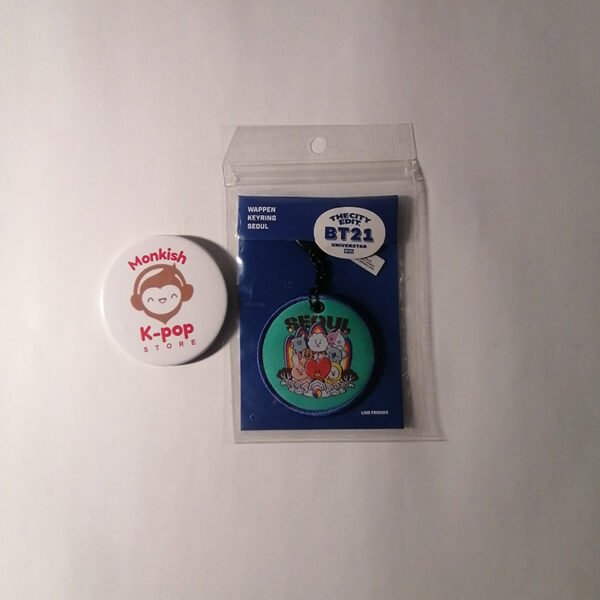 Monkish
K-pop
STORE
WAPPEN
KEYRING
SEOUL
THE CITY
EDIT.
BT21
UNIVERSTAR
SEOUL
LINE FRIENDS